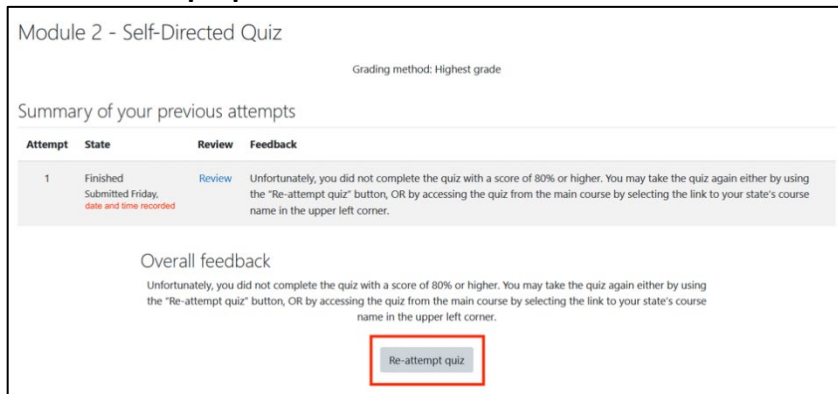 Module 2 - Self-Directed Quiz
Grading method: Highest grade
Summary of your previous attempts
Attempt State Review Feedback
1 Finished Review Unfortunately, you did not complete the quiz with a score of 80% or higher. You may take the quiz again either by using
Submitted Friday, the "Re-attempt quiz" button, OR by accessing the quiz from the main course by selecting the link to your state's course
date and time recorded name in the upper left corner.
Overall feedback
Unfortunately, you did not complete the quiz with a score of 80% or higher. You may take the quiz again either by using
the "Re-attempt quiz" button, OR by accessing the quiz from the main course by selecting the link to your state's course
name in the upper left corner.
Re-attempt quiz